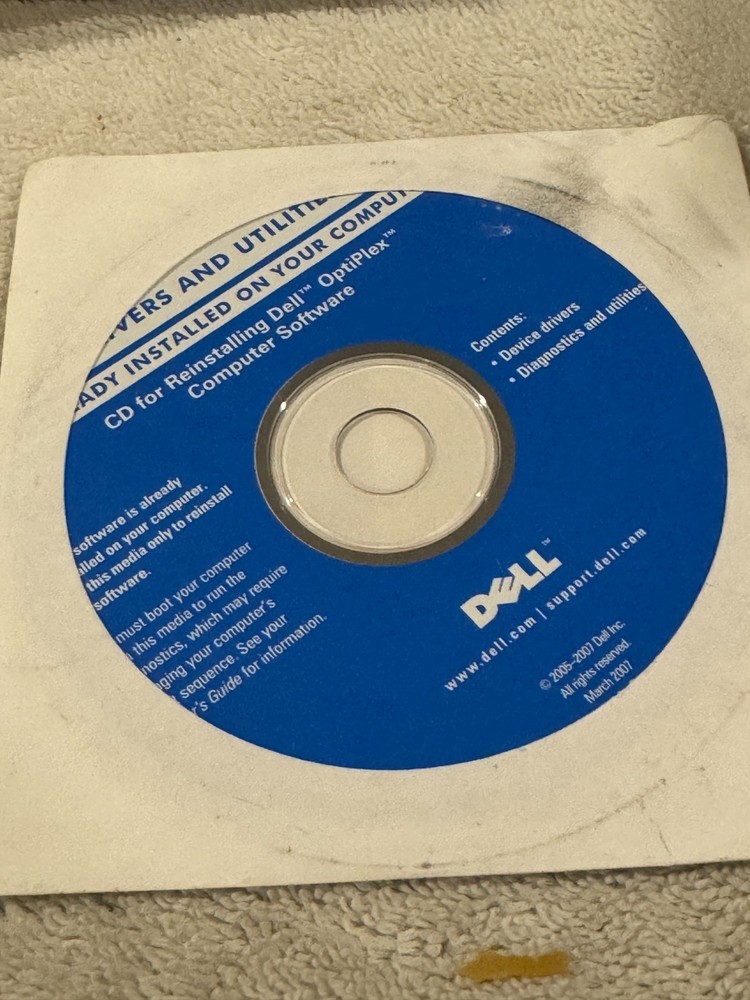 VERS AND UTILITIE
ADY INSTALLED ON YOUR COMPUT
CD for Reinstalling Dell™ OptiPlex™
Computer Software
Contents:
• Device drivers
• Diagnostics and utilities
software is already
lled on your computer.
this media only to reinstall
software.
must boot your computer
this media to run the
nostics, which may require
ging your computer's
sequence. See your
r's Guide for information.
DELL™
www.dell.com | support.dell.com
© 2005–2007 Dell Inc.
All rights reserved.
March 2007